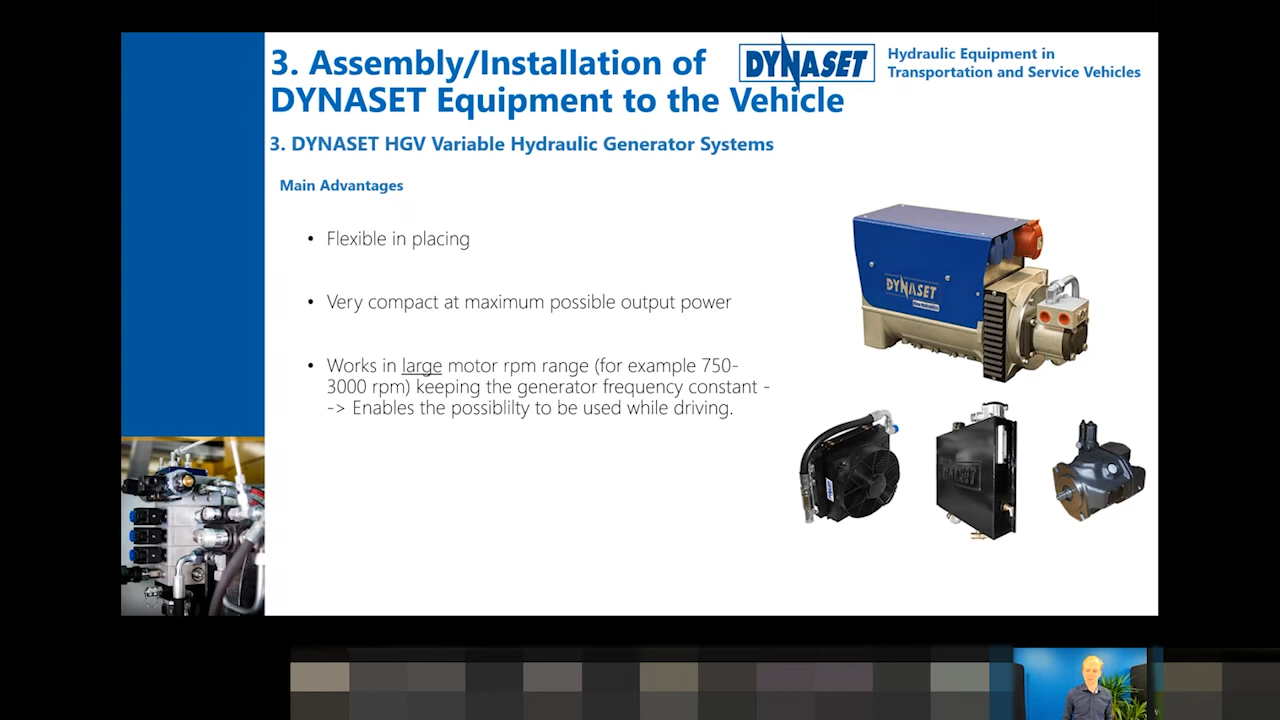 3. Assembly/Installation of
DYNASET Equipment to the Vehicle
DYNASET
Hydraulic Equipment in
Transportation and Service Vehicles
3. DYNASET HGV Variable Hydraulic Generator Systems
Main Advantages
• Flexible in placing
• Very compact at maximum possible output power
• Works in large motor rpm range (for example 750-
3000 rpm) keeping the generator frequency constant -
-> Enables the possiblilty to be used while driving.
DYNASET
DYNASET